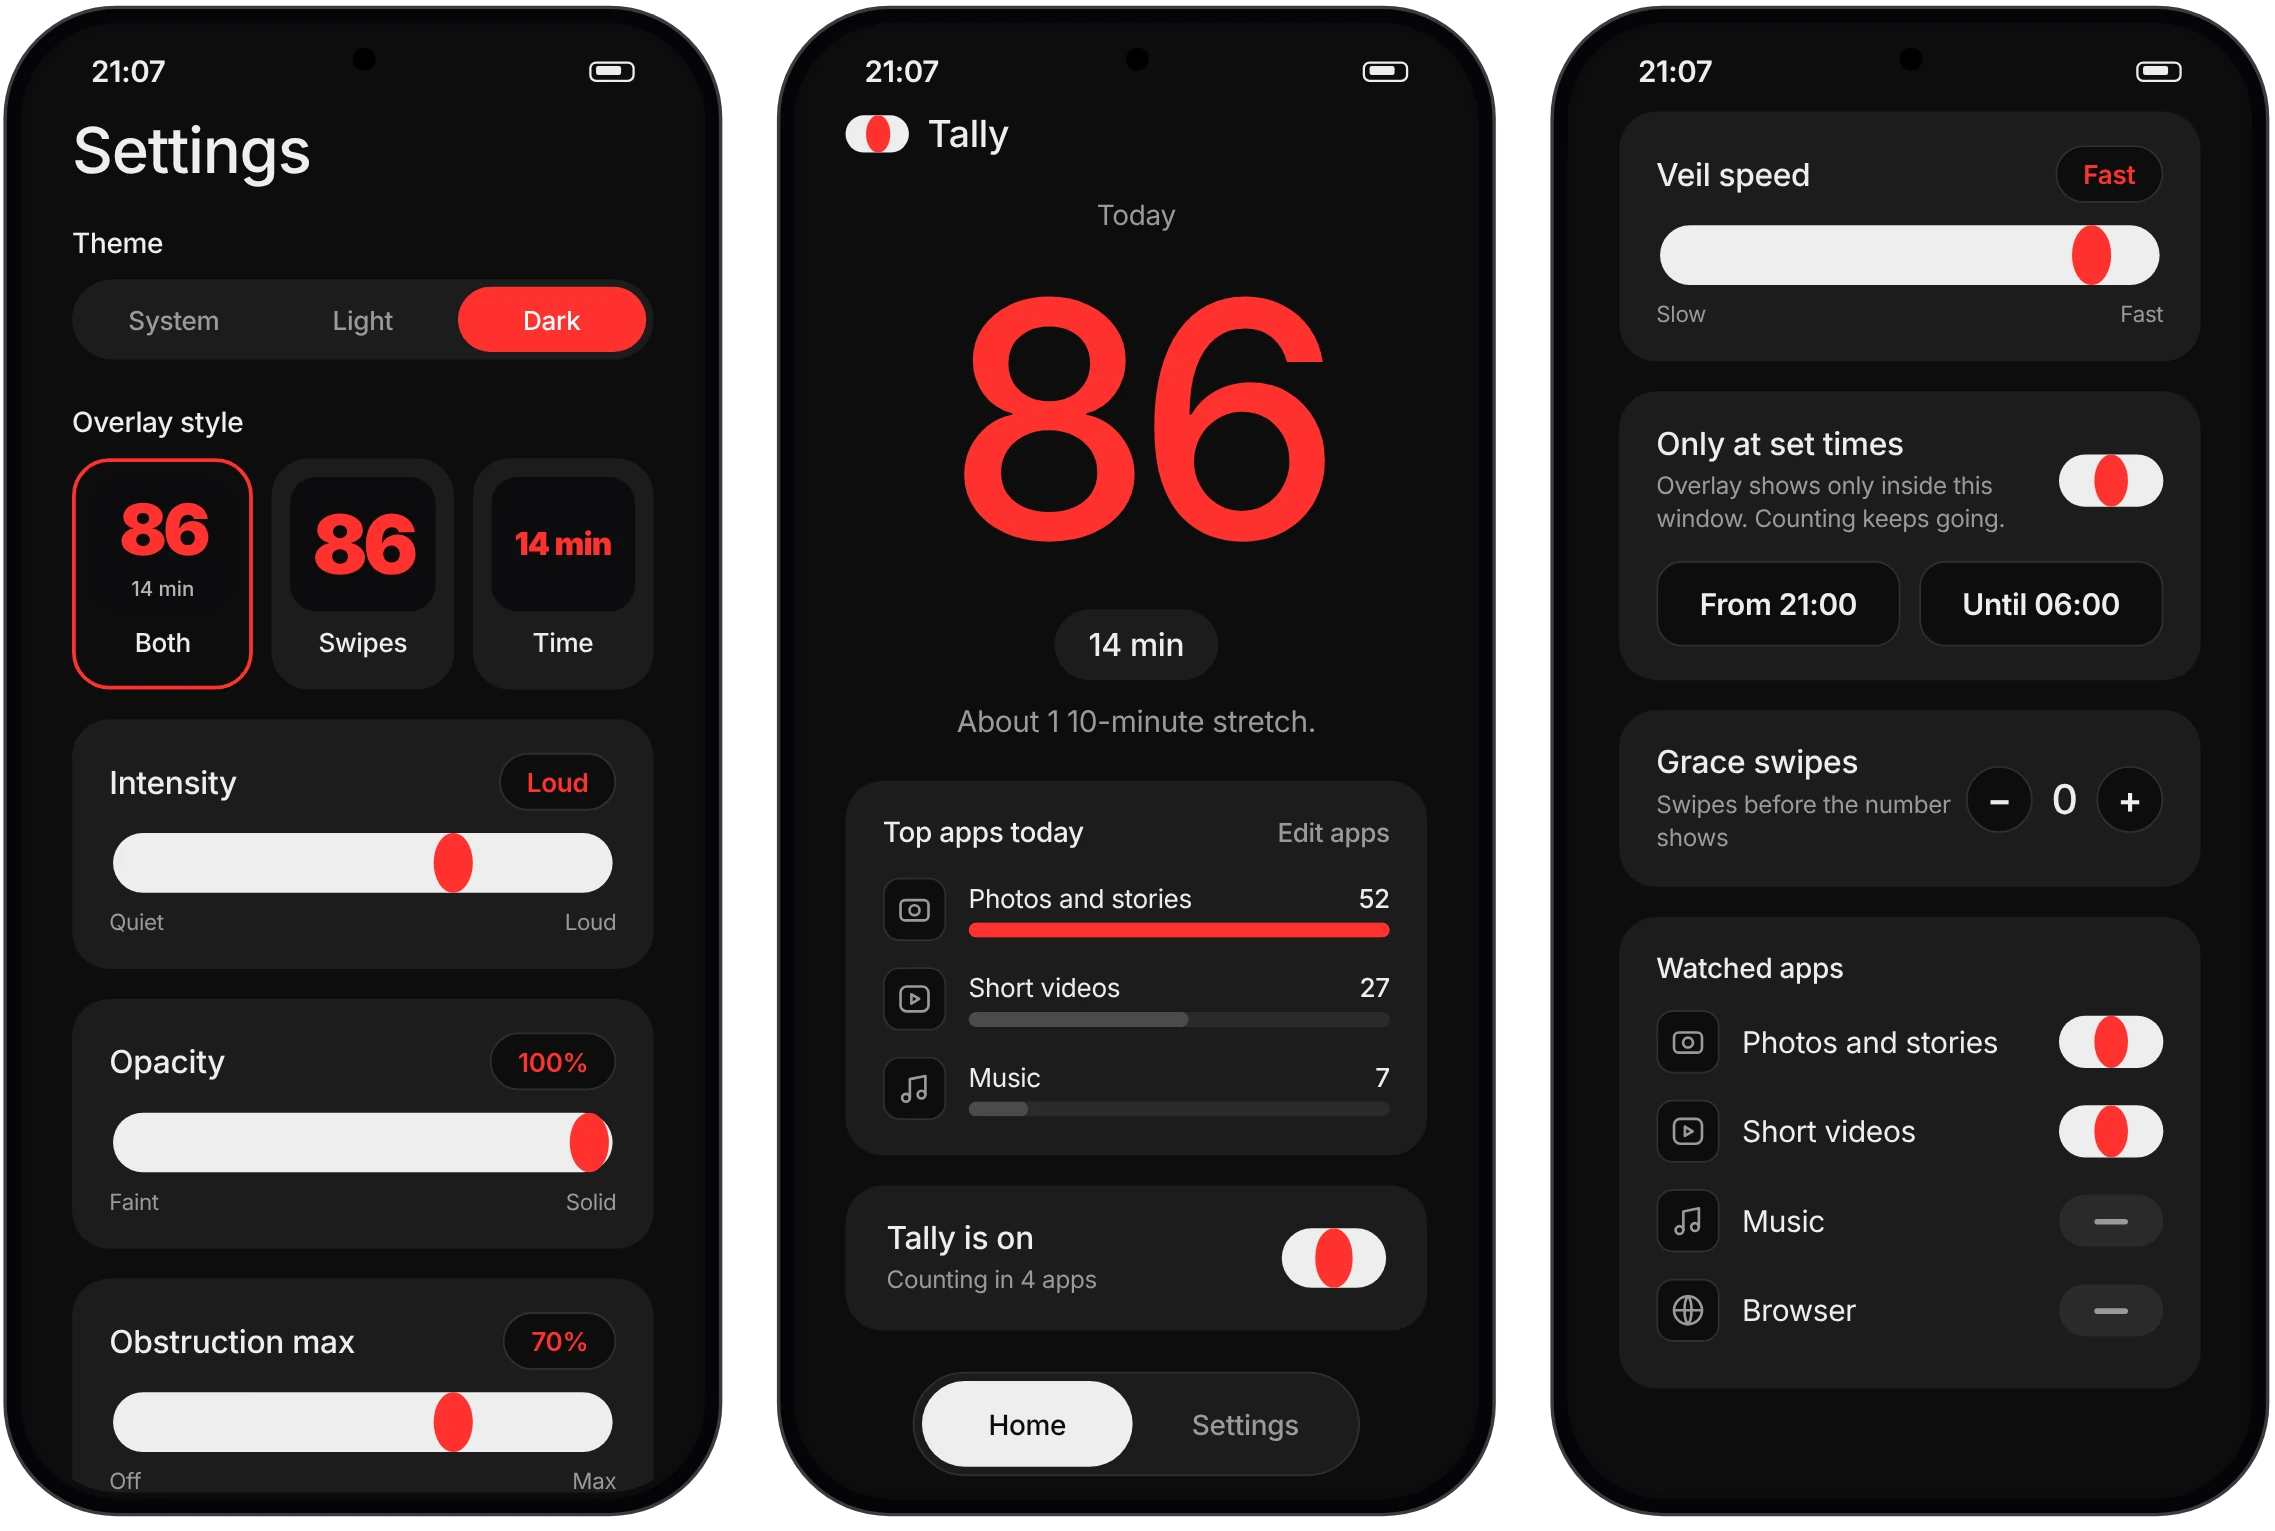 21:07
Settings
Theme
System Light Dark
Overlay style
86
14 min
Both
86
Swipes
14 min
Time
Intensity
Loud
Quiet Loud
Opacity
100%
Faint Solid
Obstruction max
70%
Off Max
21:07
Tally
Today
86
14 min
About 1 10-minute stretch.
Top apps today Edit apps
Photos and stories 52
Short videos 27
Music 7
Tally is on
Counting in 4 apps
Home Settings
21:07
Veil speed
Fast
Slow Fast
Only at set times
Overlay shows only inside this
window. Counting keeps going.
From 21:00 Until 06:00
Grace swipes
Swipes before the number
shows
− 0 +
Watched apps
Photos and stories
Short videos
Music
Browser